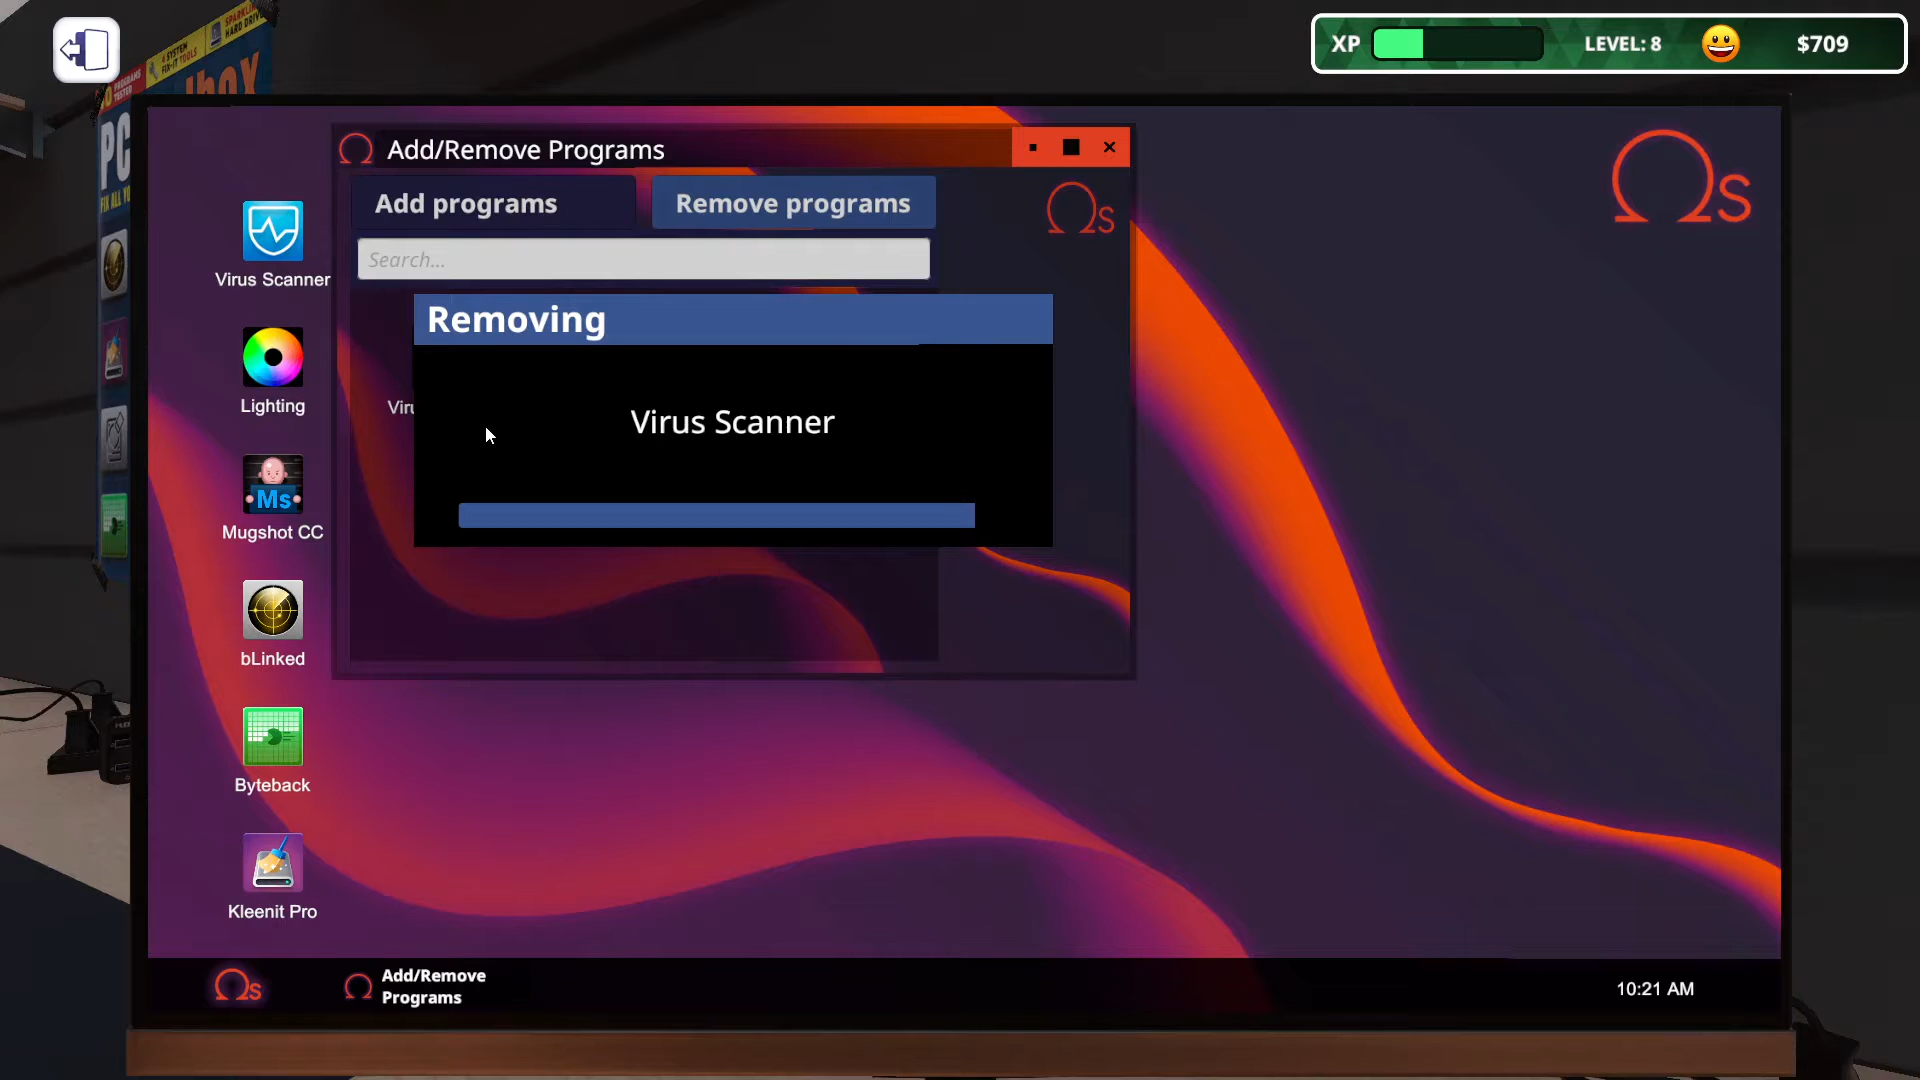 XP
LEVEL: 8
$709
PC
Add/Remove Programs
Add programs
Remove programs
Search...
Removing
Virus Scanner
Viru
Virus Scanner
Lighting
Ms
Mugshot CC
bLinked
Byteback
Kleenit Pro
Ωs
Ωs
Ωs
Add/Remove
Programs
10:21 AM